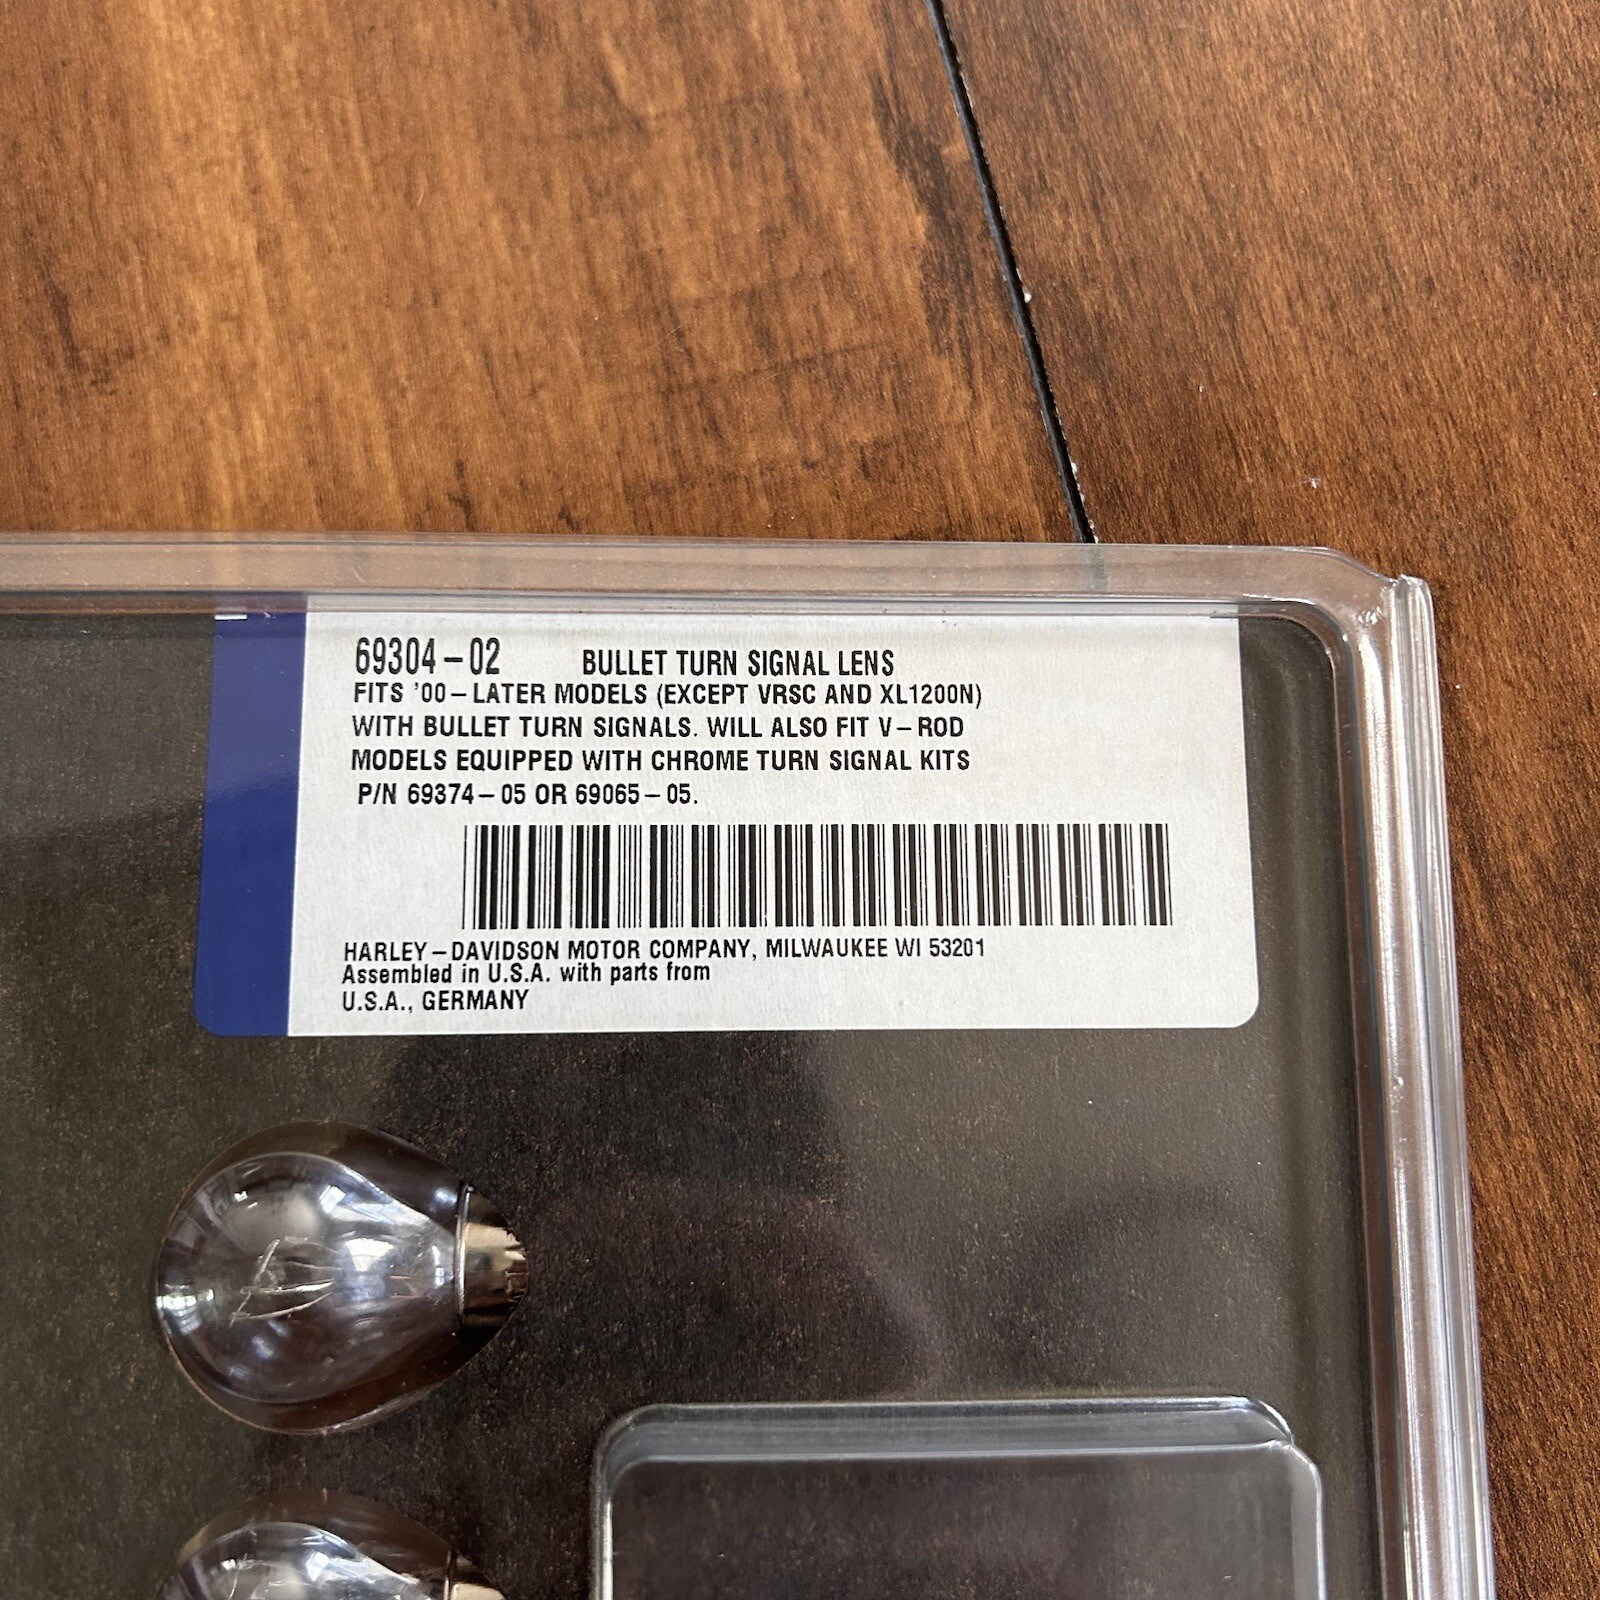 69304-02 BULLET TURN SIGNAL LENS
FITS '00-LATER MODELS (EXCEPT VRSC AND XL1200N)
WITH BULLET TURN SIGNALS. WILL ALSO FIT V-ROD
MODELS EQUIPPED WITH CHROME TURN SIGNAL KITS
P/N 69374-05 OR 69065-05.
HARLEY-DAVIDSON MOTOR COMPANY, MILWAUKEE WI 53201
Assembled in U.S.A. with parts from
U.S.A., GERMANY